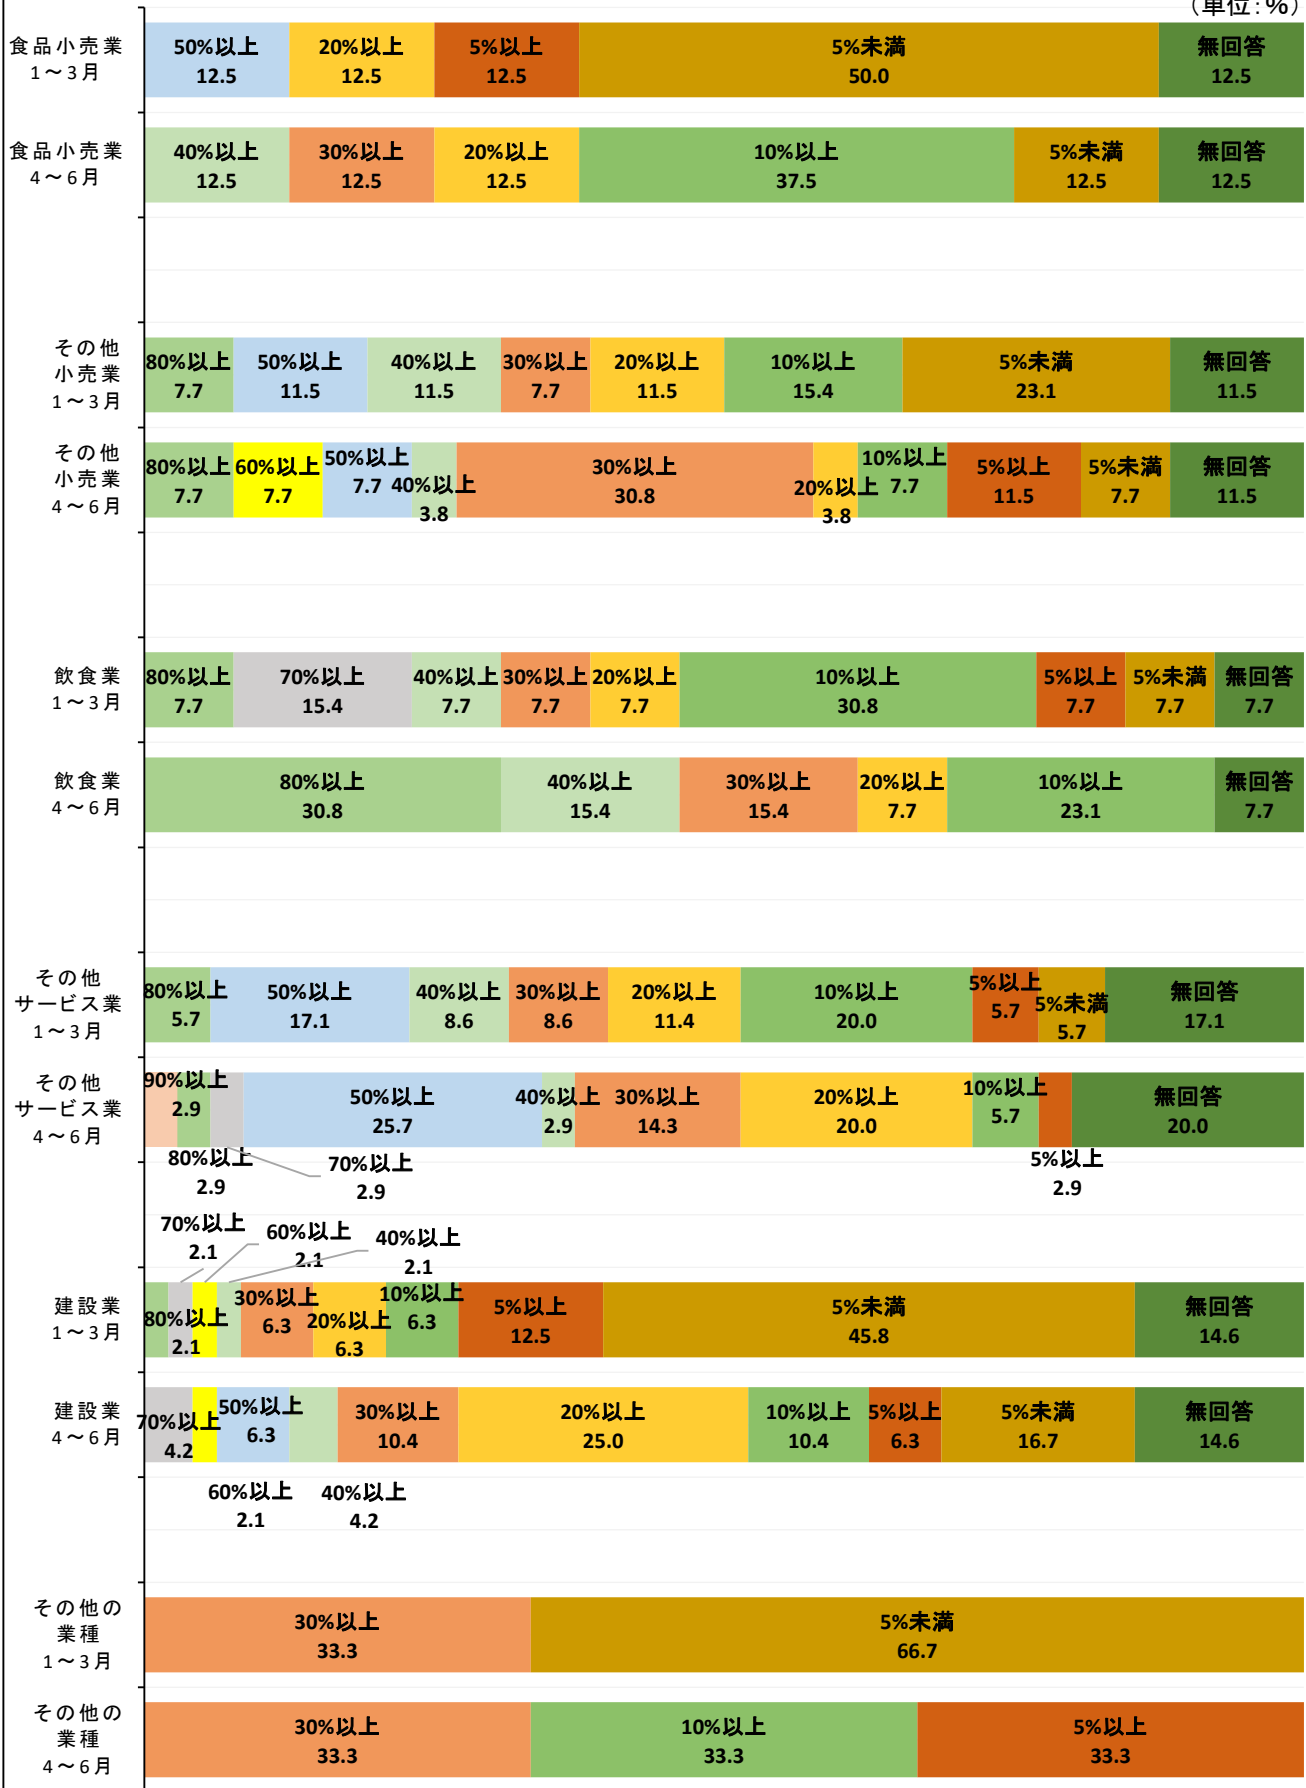 （単位：％）
食品小売業
1～3月
50%以上
12.5
20%以上
12.5
5%以上
12.5
5%未満
50.0
無回答
12.5
食品小売業
4～6月
40%以上
12.5
30%以上
12.5
20%以上
12.5
10%以上
37.5
5%未満
12.5
無回答
12.5
その他
小売業
1～3月
80%以上
7.7
50%以上
11.5
40%以上
11.5
30%以上
7.7
20%以上
11.5
10%以上
15.4
5%未満
23.1
無回答
11.5
その他
小売業
4～6月
80%以上
7.7
60%以上
7.7
50%以上
7.7
40%以上
3.8
30%以上
30.8
20%以上
3.8
10%以上
7.7
5%以上
11.5
5%未満
7.7
無回答
11.5
飲食業
1～3月
80%以上
7.7
70%以上
15.4
40%以上
7.7
30%以上
7.7
20%以上
7.7
10%以上
30.8
5%以上
7.7
5%未満
7.7
無回答
7.7
飲食業
4～6月
80%以上
30.8
40%以上
15.4
30%以上
15.4
20%以上
7.7
10%以上
23.1
無回答
7.7
その他
サービス業
1～3月
80%以上
5.7
50%以上
17.1
40%以上
8.6
30%以上
8.6
20%以上
11.4
10%以上
20.0
5%以上
5.7
5%未満
5.7
無回答
17.1
その他
サービス業
4～6月
90%以上
2.9
80%以上
2.9
70%以上
2.9
50%以上
25.7
40%以上
2.9
30%以上
14.3
20%以上
20.0
10%以上
5.7
5%以上
2.9
無回答
20.0
建設業
1～3月
80%以上
2.1
70%以上
2.1
60%以上
2.1
40%以上
2.1
30%以上
6.3
20%以上
6.3
10%以上
6.3
5%以上
12.5
5%未満
45.8
無回答
14.6
建設業
4～6月
70%以上
4.2
60%以上
2.1
50%以上
6.3
40%以上
4.2
30%以上
10.4
20%以上
25.0
10%以上
10.4
5%以上
6.3
5%未満
16.7
無回答
14.6
その他の
業種
1～3月
30%以上
33.3
5%未満
66.7
その他の
業種
4～6月
30%以上
33.3
10%以上
33.3
5%以上
33.3